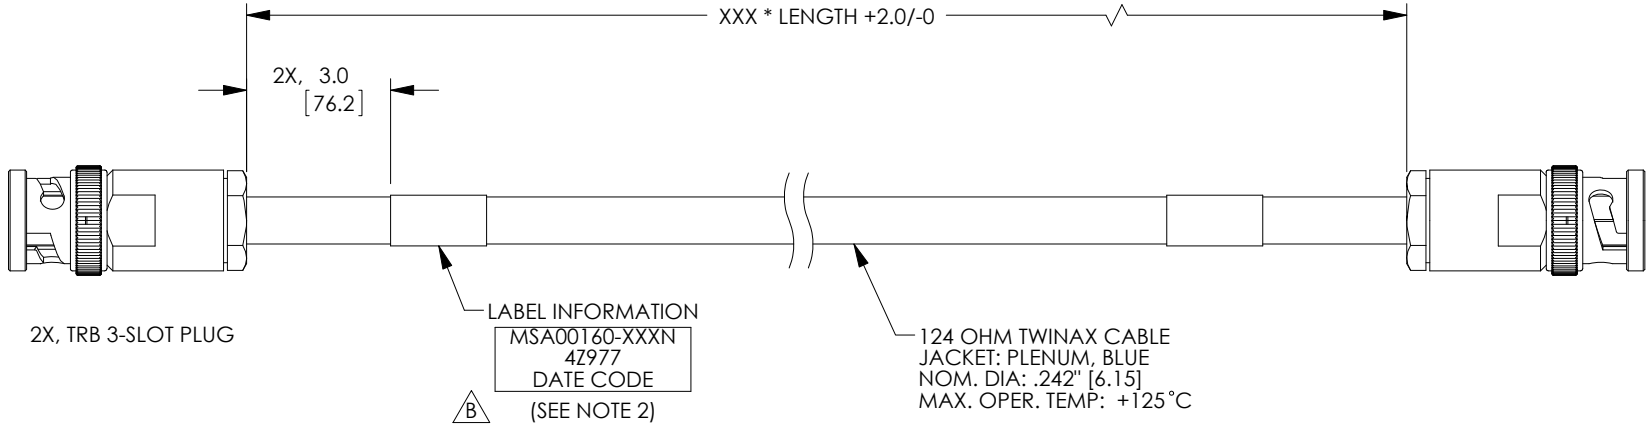 XXX * LENGTH +2.0/-0
2X, 3.0
[76.2]
2X, TRB 3-SLOT PLUG
LABEL INFORMATION
MSA00160-XXXN
4Z977
DATE CODE
B
(SEE NOTE 2)
124 OHM TWINAX CABLE
JACKET: PLENUM, BLUE
NOM. DIA: .242" [6.15]
MAX. OPER. TEMP: +125°C